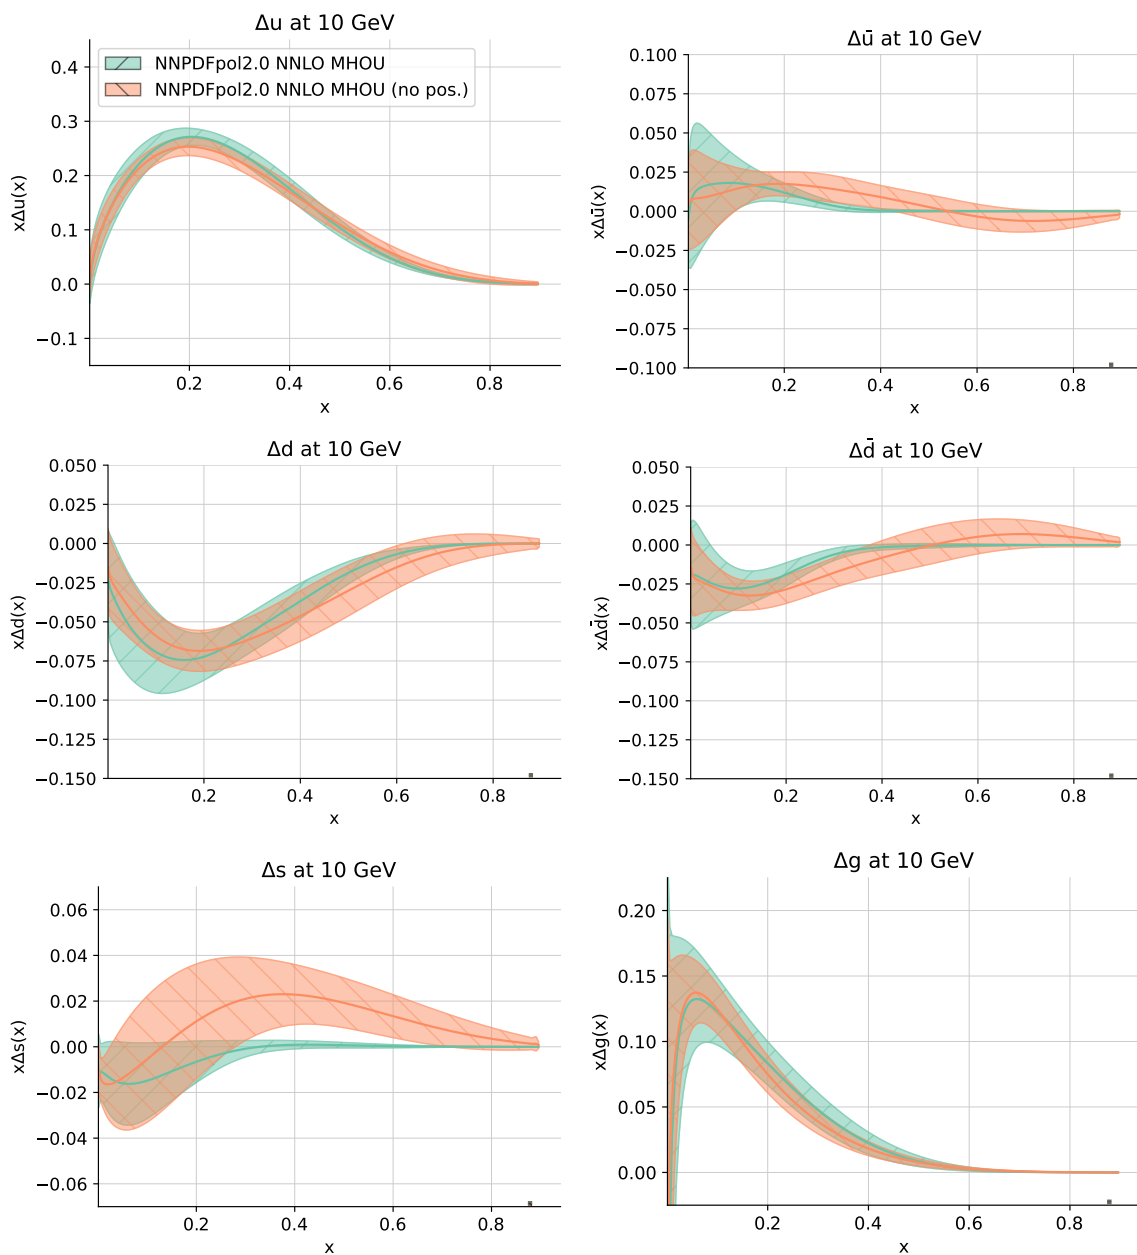 Δu at 10 GeV
NNPDFpol2.0 NNLO MHOU
NNPDFpol2.0 NNLO MHOU (no pos.)
0.4
0.3
0.2
0.1
0.0
−0.1
xΔu(x)
0.2 0.4 0.6 0.8
x
Δū at 10 GeV
0.100
0.075
0.050
0.025
0.000
−0.025
−0.050
−0.075
−0.100
xΔū(x)
0.2 0.4 0.6 0.8
x
Δd at 10 GeV
0.050
0.025
0.000
−0.025
−0.050
−0.075
−0.100
−0.125
−0.150
xΔd(x)
0.2 0.4 0.6 0.8
x
Δd̄ at 10 GeV
0.050
0.025
0.000
−0.025
−0.050
−0.075
−0.100
−0.125
−0.150
xΔd̄(x)
0.2 0.4 0.6 0.8
x
Δs at 10 GeV
0.06
0.04
0.02
0.00
−0.02
−0.04
−0.06
xΔs(x)
0.2 0.4 0.6 0.8
x
Δg at 10 GeV
0.20
0.15
0.10
0.05
0.00
xΔg(x)
0.2 0.4 0.6 0.8
x